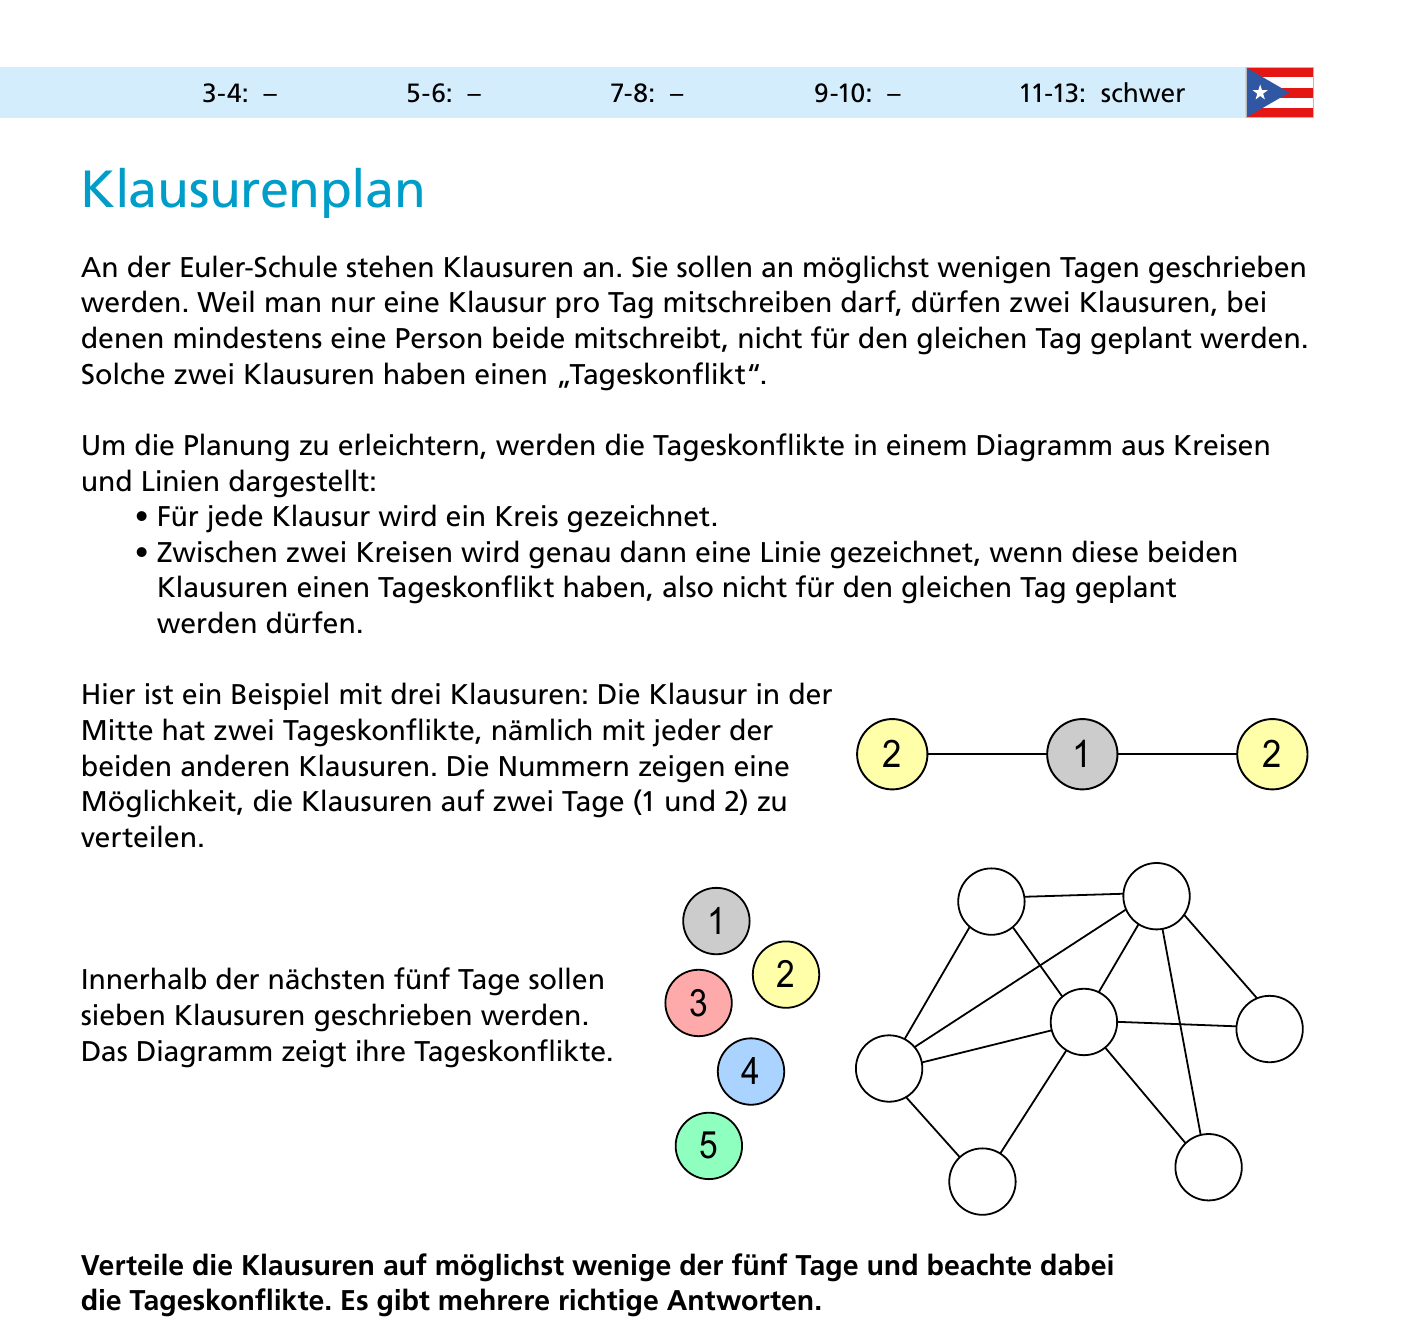 3-4: –    5-6: –    7-8: –    9-10: –    11-13: schwer
Klausurenplan
An der Euler-Schule stehen Klausuren an. Sie sollen an möglichst wenigen Tagen geschrieben
werden. Weil man nur eine Klausur pro Tag mitschreiben darf, dürfen zwei Klausuren, bei
denen mindestens eine Person beide mitschreibt, nicht für den gleichen Tag geplant werden.
Solche zwei Klausuren haben einen „Tageskonflikt“.
Um die Planung zu erleichtern, werden die Tageskonflikte in einem Diagramm aus Kreisen
und Linien dargestellt:
• Für jede Klausur wird ein Kreis gezeichnet.
• Zwischen zwei Kreisen wird genau dann eine Linie gezeichnet, wenn diese beiden
Klausuren einen Tageskonflikt haben, also nicht für den gleichen Tag geplant
werden dürfen.
Hier ist ein Beispiel mit drei Klausuren: Die Klausur in der
Mitte hat zwei Tageskonflikte, nämlich mit jeder der
beiden anderen Klausuren. Die Nummern zeigen eine
Möglichkeit, die Klausuren auf zwei Tage (1 und 2) zu
verteilen.
2 1 2
Innerhalb der nächsten fünf Tage sollen
sieben Klausuren geschrieben werden.
Das Diagramm zeigt ihre Tageskonflikte.
1
2
3
4
5
Verteile die Klausuren auf möglichst wenige der fünf Tage und beachte dabei
die Tageskonflikte. Es gibt mehrere richtige Antworten.